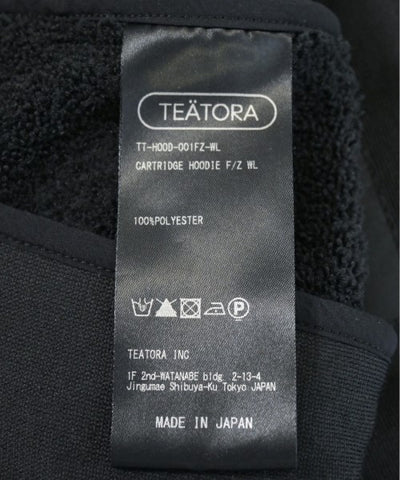 TEÄTORA
TT-HOOD-001FZ-WL
CARTRIDGE HOODIE F/Z WL
100%POLYESTER
P
TEATORA INC
1F 2nd-WATANABE bldg 2-13-4
Jingumae Shibuya-Ku Tokyo JAPAN
MADE IN JAPAN